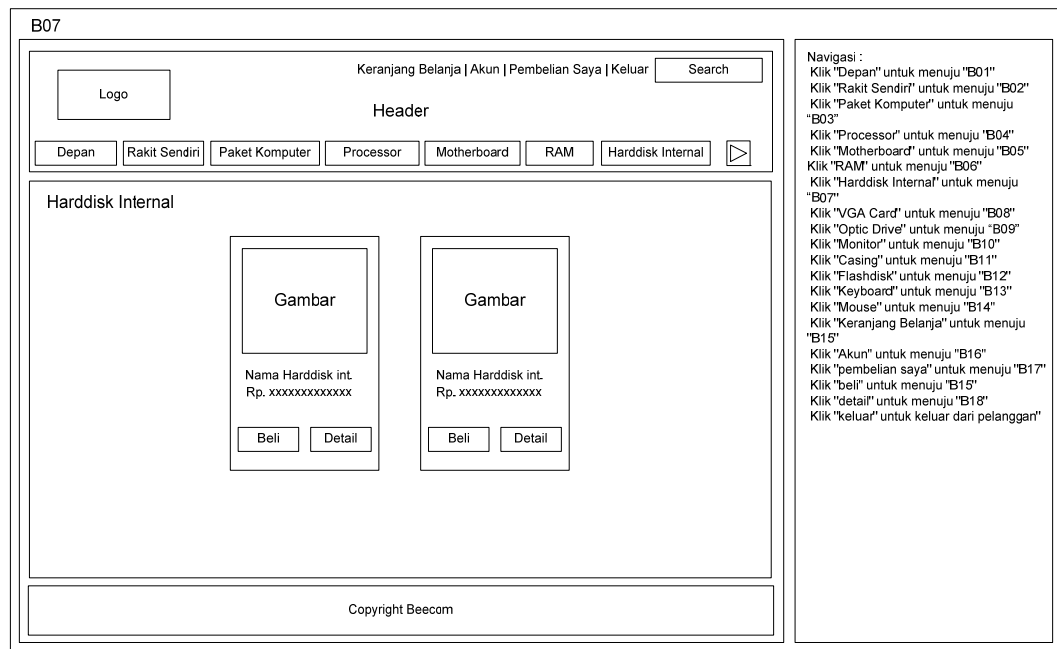 B07
Keranjang Belanja | Akun | Pembelian Saya | Keluar
Search
Logo
Header
Depan
Rakit Sendiri
Paket Komputer
Processor
Motherboard
RAM
Harddisk Internal
Harddisk Internal
Gambar
Nama Harddisk int.
Rp. xxxxxxxxxxxxx
Beli
Detail
Gambar
Nama Harddisk int.
Rp. xxxxxxxxxxxxx
Beli
Detail
Copyright Beecom
Navigasi :
Klik "Depan" untuk menuju "B01"
Klik "Rakit Sendiri" untuk menuju "B02"
Klik "Paket Komputer" untuk menuju
“B03”
Klik "Processor" untuk menuju "B04"
Klik "Motherboard" untuk menuju "B05"
Klik "RAM" untuk menuju "B06"
Klik "Harddisk Internal" untuk menuju
“B07"
Klik "VGA Card" untuk menuju "B08"
Klik "Optic Drive" untuk menuju “B09”
Klik "Monitor" untuk menuju "B10"
Klik "Casing" untuk menuju "B11"
Klik "Flashdisk" untuk menuju "B12"
Klik "Keyboard" untuk menuju "B13"
Klik "Mouse" untuk menuju "B14"
Klik "Keranjang Belanja" untuk menuju
"B15"
Klik "Akun" untuk menuju "B16"
Klik "pembelian saya" untuk menuju "B17"
Klik "beli" untuk menuju "B15"
Klik "detail" untuk menuju "B18"
Klik "keluar" untuk keluar dari pelanggan"